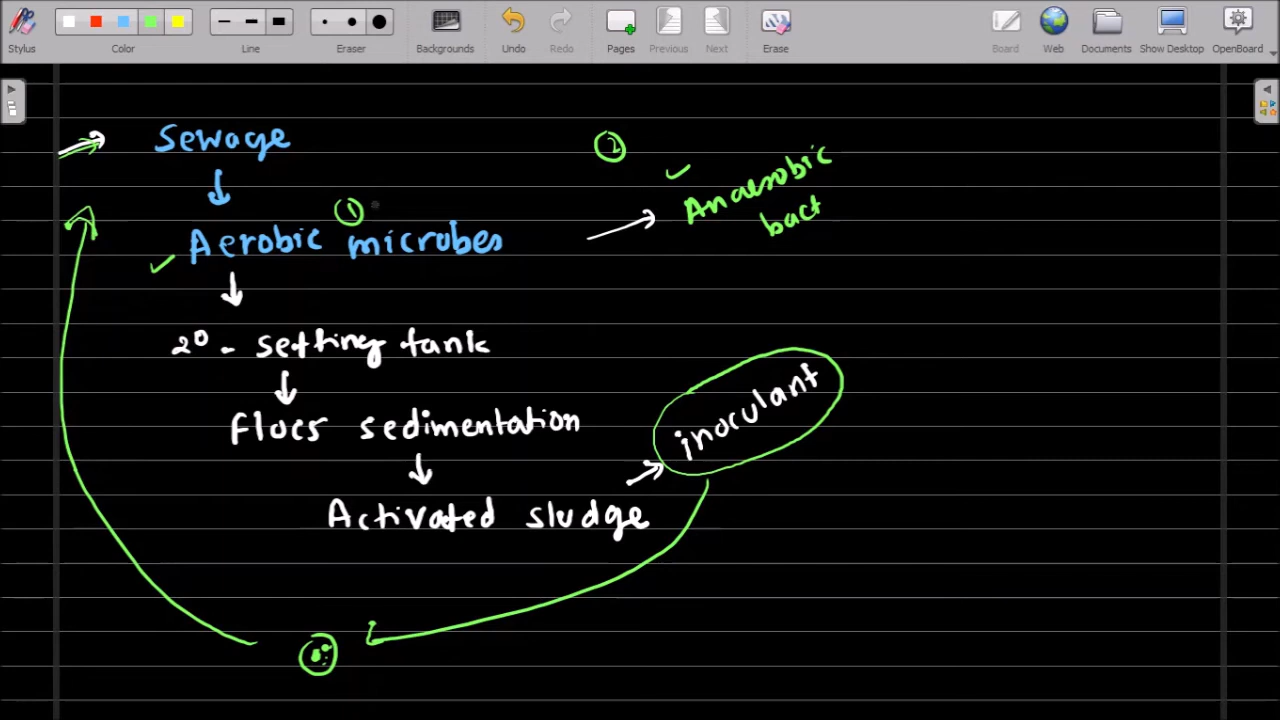 Stylus
Color
Line
Eraser
Backgrounds
Undo
Redo
Pages
Previous
Next
Erase
Board
Web
Documents
Show Desktop
OpenBoard
Sewage
Aerobic microbes
①
②
Anaerobic
bact
2° - setting tank
Flocs sedimentation
Activated sludge
inoculant